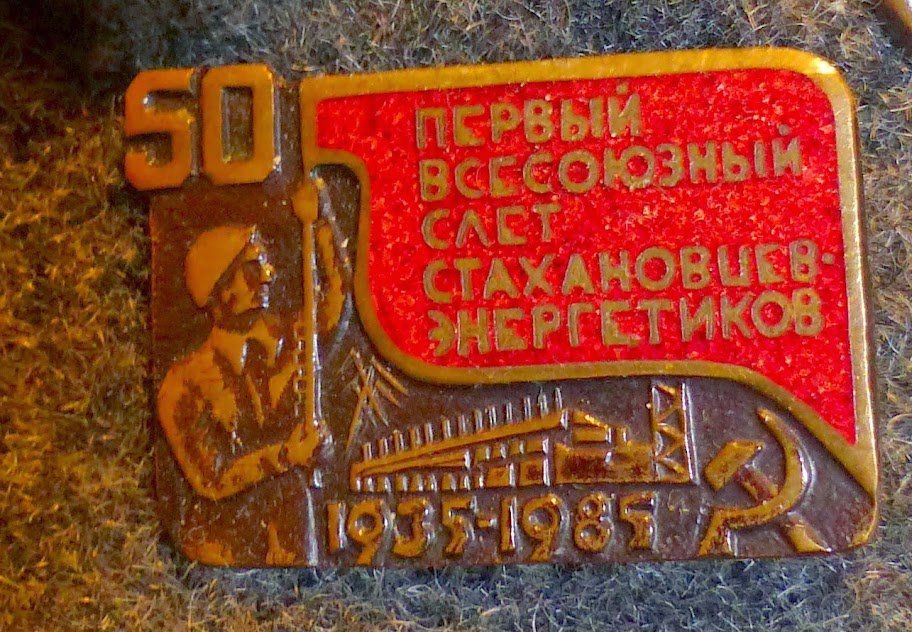 50
ПЕРВЫЙ
ВСЕСОЮЗНЫЙ
СЛЕТ
СТАХАНОВЦЕВ-
ЭНЕРГЕТИКОВ
1935-1985